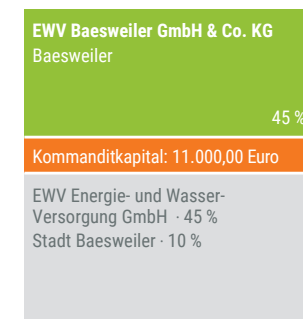 EWV Baesweiler GmbH & Co. KG
Baesweiler
45 %
Kommanditkapital: 11.000,00 Euro
EWV Energie- und Wasser-
Versorgung GmbH · 45 %
Stadt Baesweiler · 10 %